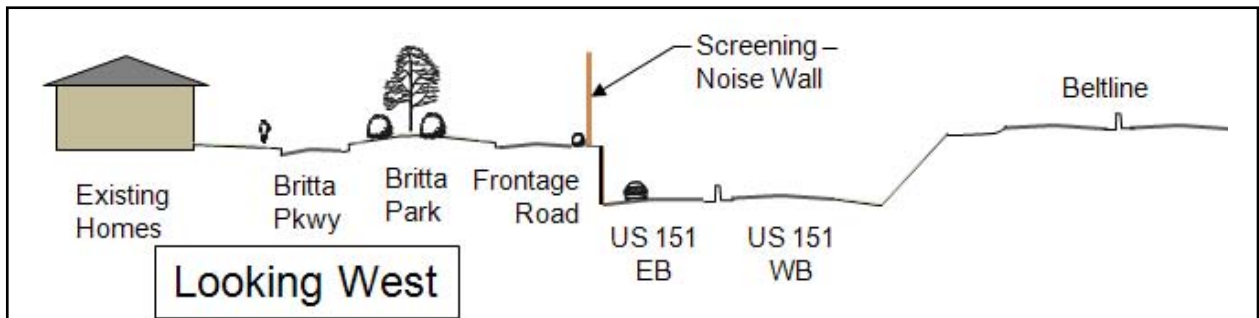 Screening –
Noise Wall
Beltline
Existing
Homes
Britta
Pkwy
Britta
Park
Frontage
Road
US 151
EB
US 151
WB
Looking West